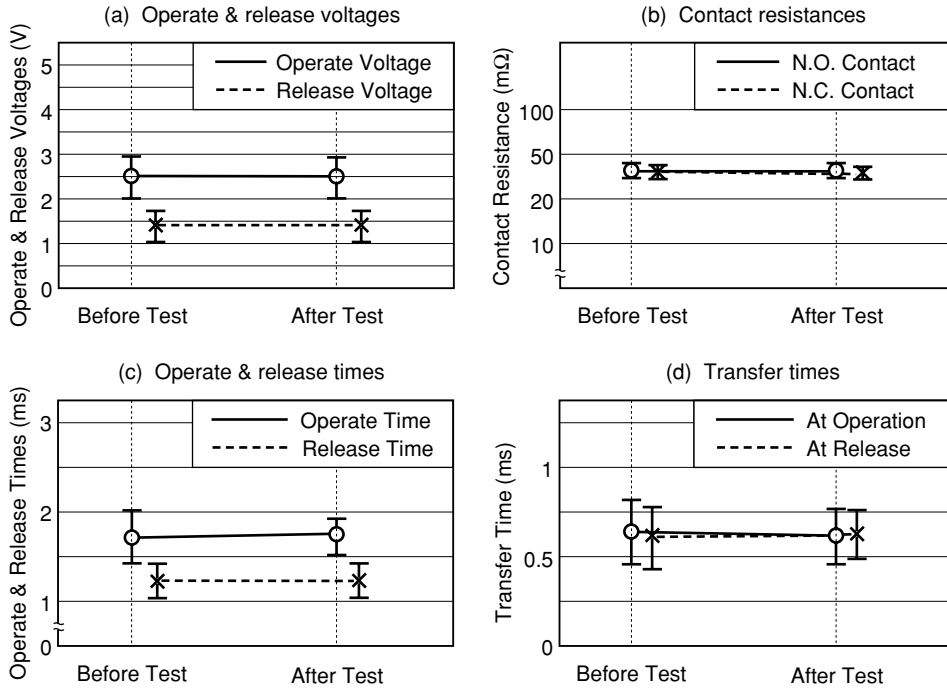 (a) Operate & release voltages
Operate & Release Voltages (V)
5
4
3
2
1
0
Operate Voltage
Release Voltage
Before Test
After Test
(b) Contact resistances
Contact Resistance (mΩ)
100
50
20
10
N.O. Contact
N.C. Contact
Before Test
After Test
(c) Operate & release times
Operate & Release Times (ms)
3
2
1
0
Operate Time
Release Time
Before Test
After Test
(d) Transfer times
Transfer Time (ms)
1
0.5
0
At Operation
At Release
Before Test
After Test